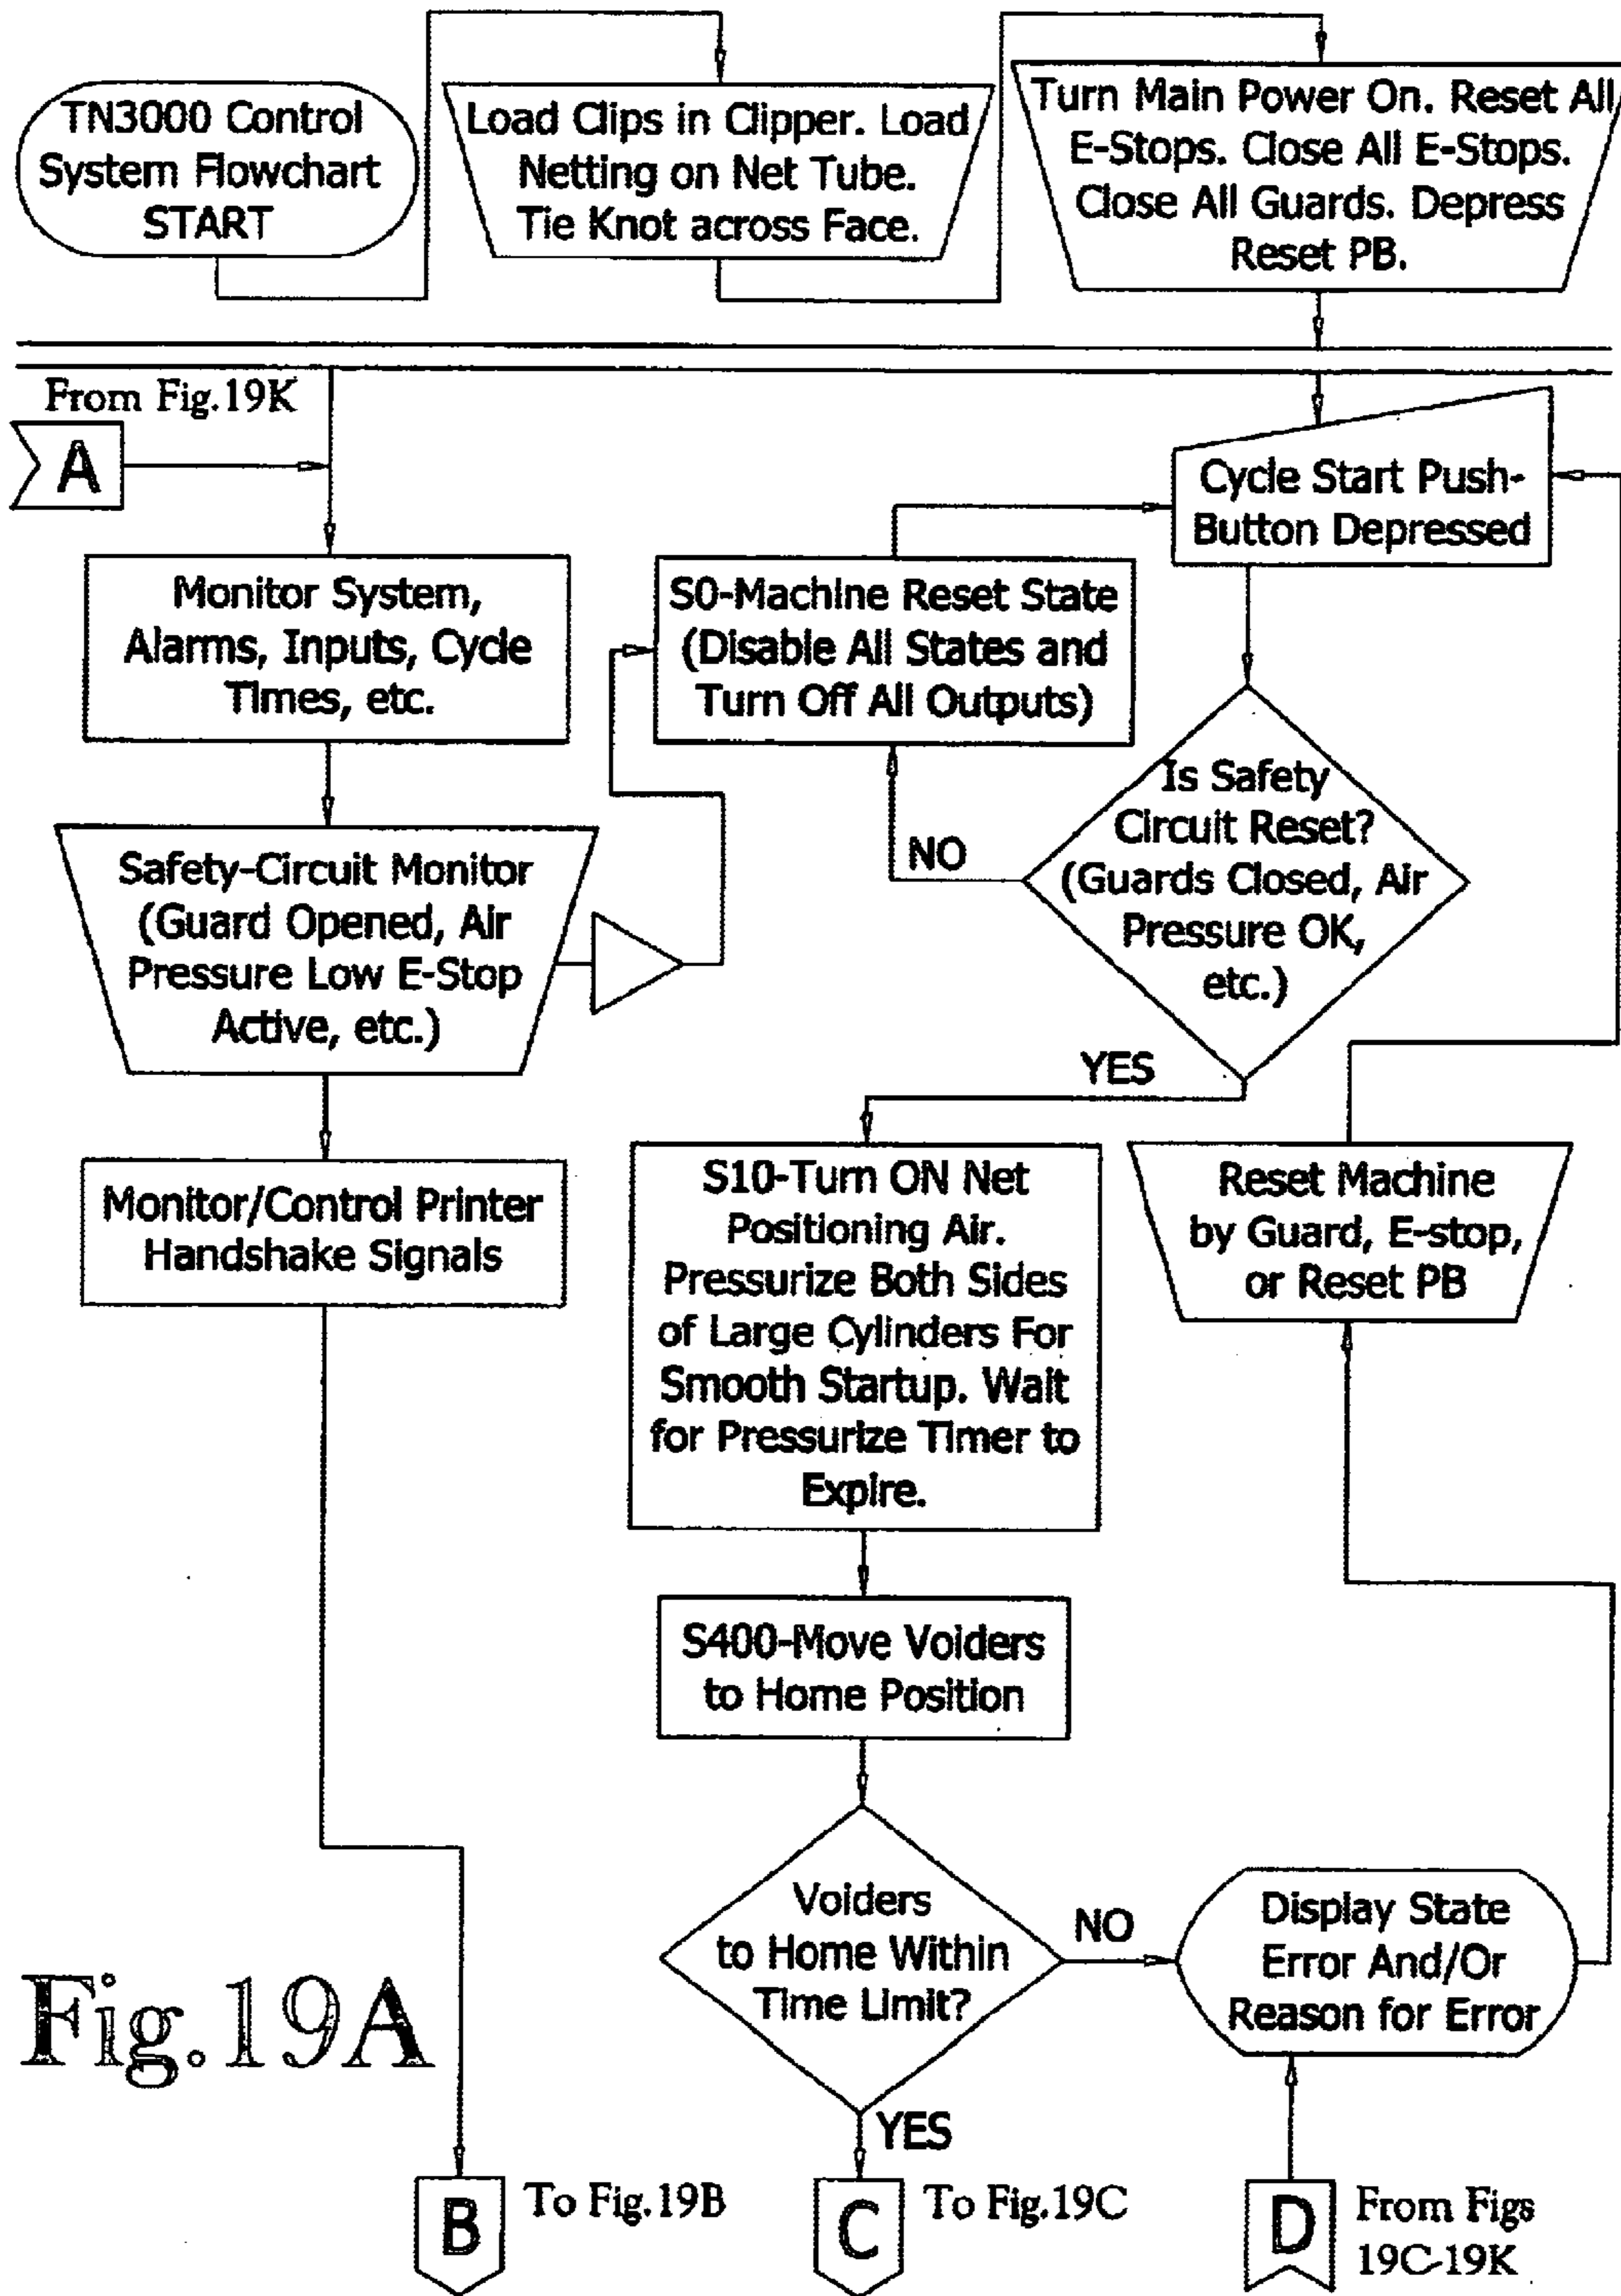 TN3000 Control
System Flowchart
START
Load Clips in Clipper. Load
Netting on Net Tube.
Tie Knot across Face.
Turn Main Power On. Reset All
E-Stops. Close All E-Stops.
Close All Guards. Depress
Reset PB.
From Fig.19K
A
Monitor System,
Alarms, Inputs, Cycle
Times, etc.
Safety-Circuit Monitor
(Guard Opened, Air
Pressure Low E-Stop
Active, etc.)
Monitor/Control Printer
Handshake Signals
S0-Machine Reset State
(Disable All States and
Turn Off All Outputs)
Cycle Start Push-
Button Depressed
Is Safety
Circuit Reset?
(Guards Closed, Air
Pressure OK,
etc.)
NO
YES
S10-Turn ON Net
Positioning Air.
Pressurize Both Sides
of Large Cylinders For
Smooth Startup. Wait
for Pressurize Timer to
Expire.
Reset Machine
by Guard, E-stop,
or Reset PB
S400-Move Voiders
to Home Position
Voiders
to Home Within
Time Limit?
NO
Display State
Error And/Or
Reason for Error
YES
Fig.19A
B
To Fig.19B
C
To Fig.19C
D
From Figs
19C-19K